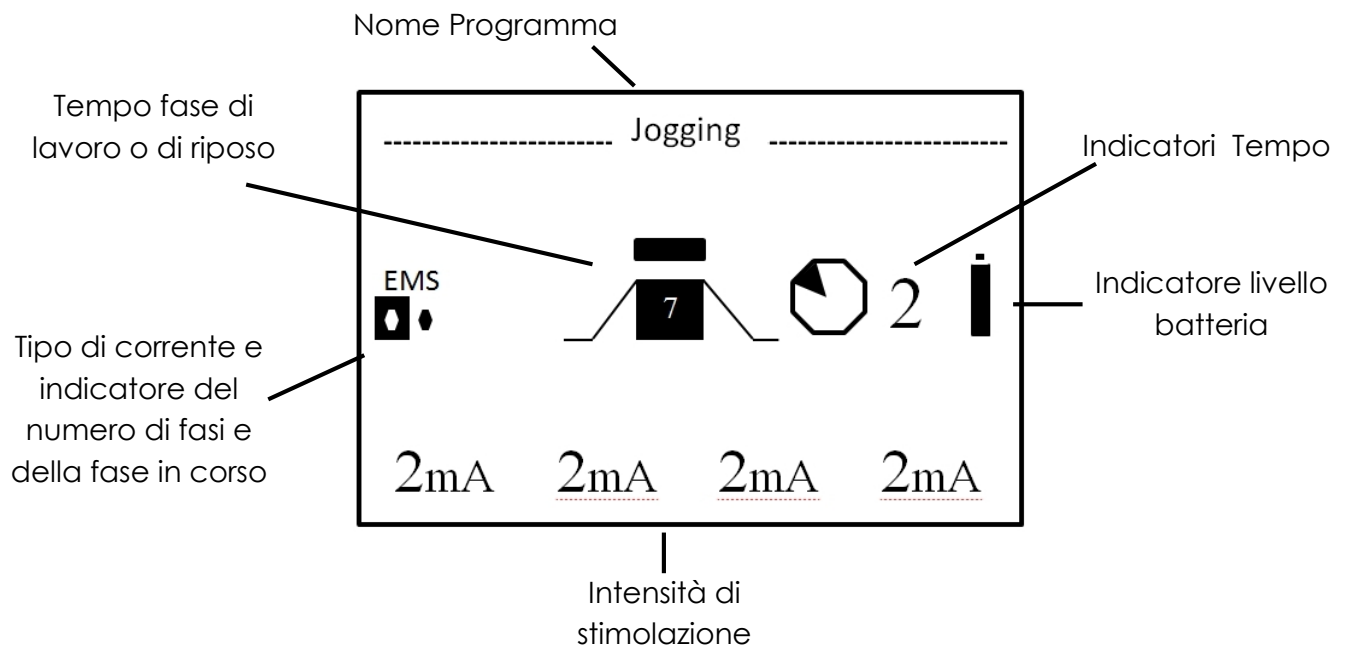 Nome Programma
Tempo fase di
lavoro o di riposo
Jogging
Indicatori Tempo
EMS
7
2
Indicatore livello
batteria
Tipo di corrente e
indicatore del
numero di fasi e
della fase in corso
2mA 2mA 2mA 2mA
Intensità di
stimolazione